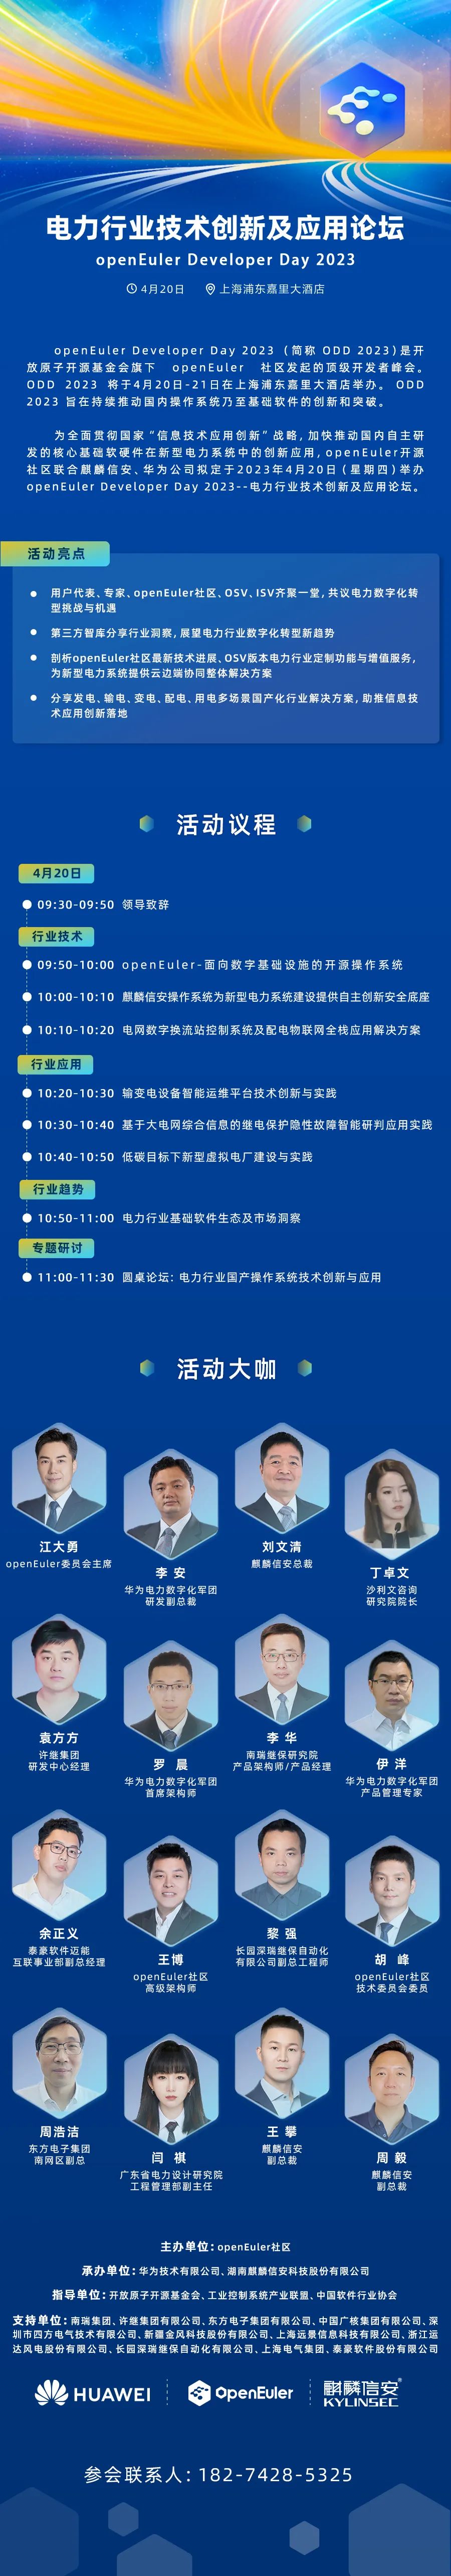 电力行业技术创新及应用论坛
openEuler Developer Day 2023
4月20日 上海浦东嘉里大酒店
openEuler Developer Day 2023 (简称 ODD 2023)是开
放原子开源基金会旗下 openEuler 社区发起的顶级开发者峰会。
ODD 2023 将于4月20日-21日在上海浦东嘉里大酒店举办。 ODD
2023 旨在持续推动国内操作系统乃至基础软件的创新和突破。
为全面贯彻国家“信息技术应用创新”战略,加快推动国内自主研
发的核心基础软硬件在新型电力系统中的创新应用,openEuler开源
社区联合麒麟信安、华为公司拟定于2023年4月20日(星期四)举办
openEuler Developer Day 2023--电力行业技术创新及应用论坛。
活动亮点
用户代表、专家、openEuler社区、OSV、ISV齐聚一堂,共议电力数字化转
型挑战与机遇
第三方智库分享行业洞察,展望电力行业数字化转型新趋势
剖析openEuler社区最新技术进展、OSV版本电力行业定制功能与增值服务,
为新型电力系统提供云边端协同整体解决方案
分享发电、输电、变电、配电、用电多场景国产化行业解决方案,助推信息技
术应用创新落地
活动议程
4月20日
09:30-09:50 领导致辞
行业技术
09:50-10:00 openEuler-面向数字基础设施的开源操作系统
10:00-10:10 麒麟信安操作系统为新型电力系统建设提供自主创新安全底座
10:10-10:20 电网数字换流站控制系统及配电物联网全栈应用解决方案
行业应用
10:20-10:30 输变电设备智能运维平台技术创新与实践
10:30-10:40 基于大电网综合信息的继电保护隐性故障智能研判应用实践
10:40-10:50 低碳目标下新型虚拟电厂建设与实践
行业趋势
10:50-11:00 电力行业基础软件生态及市场洞察
专题研讨
11:00-11:30 圆桌论坛: 电力行业国产操作系统技术创新与应用
活动大咖
江大勇
openEuler委员会主席
李 安
华为电力数字化军团
研发副总裁
刘文清
麒麟信安总裁
丁卓文
沙利文咨询
研究院院长
袁方方
许继集团
研发中心经理
罗 晨
华为电力数字化军团
首席架构师
李 华
南瑞继保研究院
产品架构师/产品经理
伊 洋
华为电力数字化军团
产品管理专家
余正义
泰豪软件迈能
互联事业部副总经理
王博
openEuler社区
高级架构师
黎 强
长园深瑞继保自动化
有限公司副总工程师
胡 峰
openEuler社区
技术委员会委员
周浩洁
东方电子集团
南网区副总
闫 祺
广东省电力设计研究院
工程管理部副主任
王 攀
麒麟信安
副总裁
周 毅
麒麟信安
副总裁
主办单位:openEuler社区
承办单位:华为技术有限公司、湖南麒麟信安科技股份有限公司
指导单位:开放原子开源基金会、工业控制系统产业联盟、中国软件行业协会
支持单位:南瑞集团、许继集团有限公司、东方电子集团有限公司、中国广核集团有限公司、深
圳市四方电气技术有限公司、新疆金风科技股份有限公司、上海远景信息科技有限公司、浙江运
达风电股份有限公司、长园深瑞继保自动化有限公司、上海电气集团、泰豪软件股份有限公司
HUAWEI OpenEuler 麒麟信安®
KYLINSEC
参会联系人: 182-7428-5325